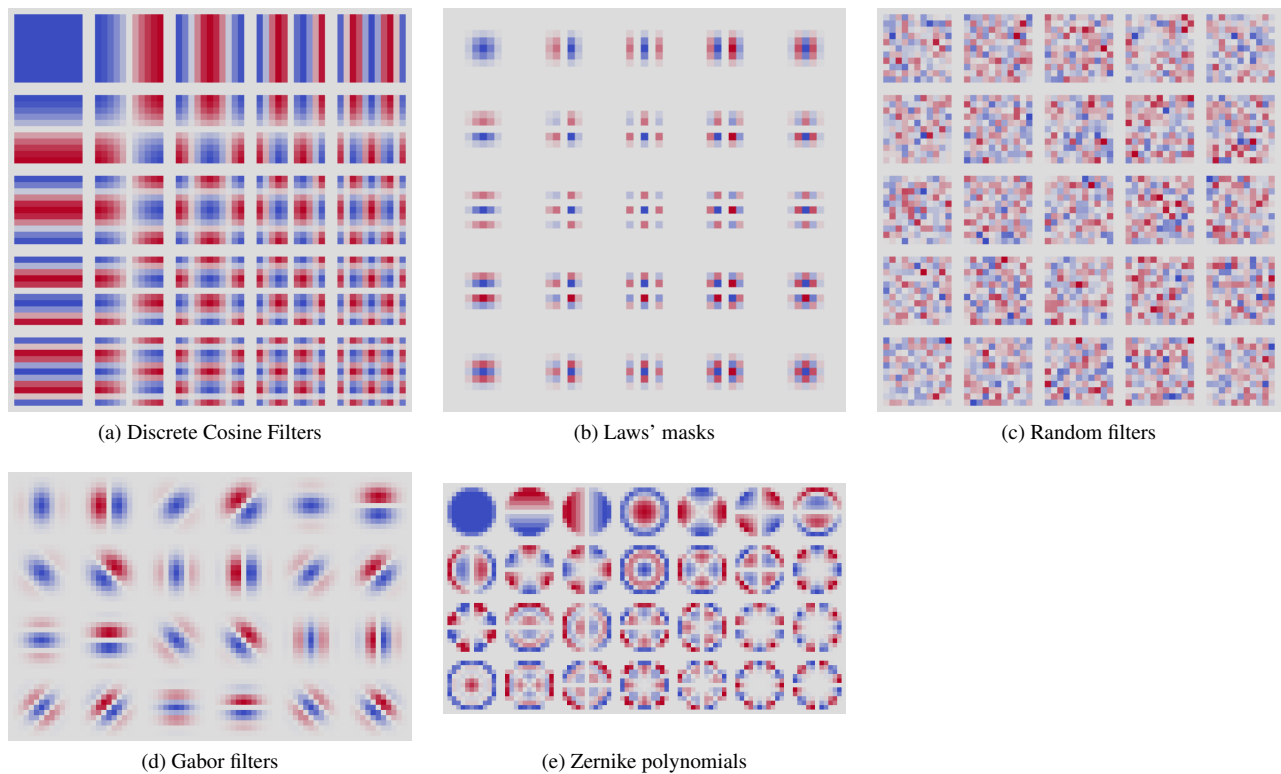 (a) Discrete Cosine Filters
(b) Laws’ masks
(c) Random filters
(d) Gabor filters
(e) Zernike polynomials